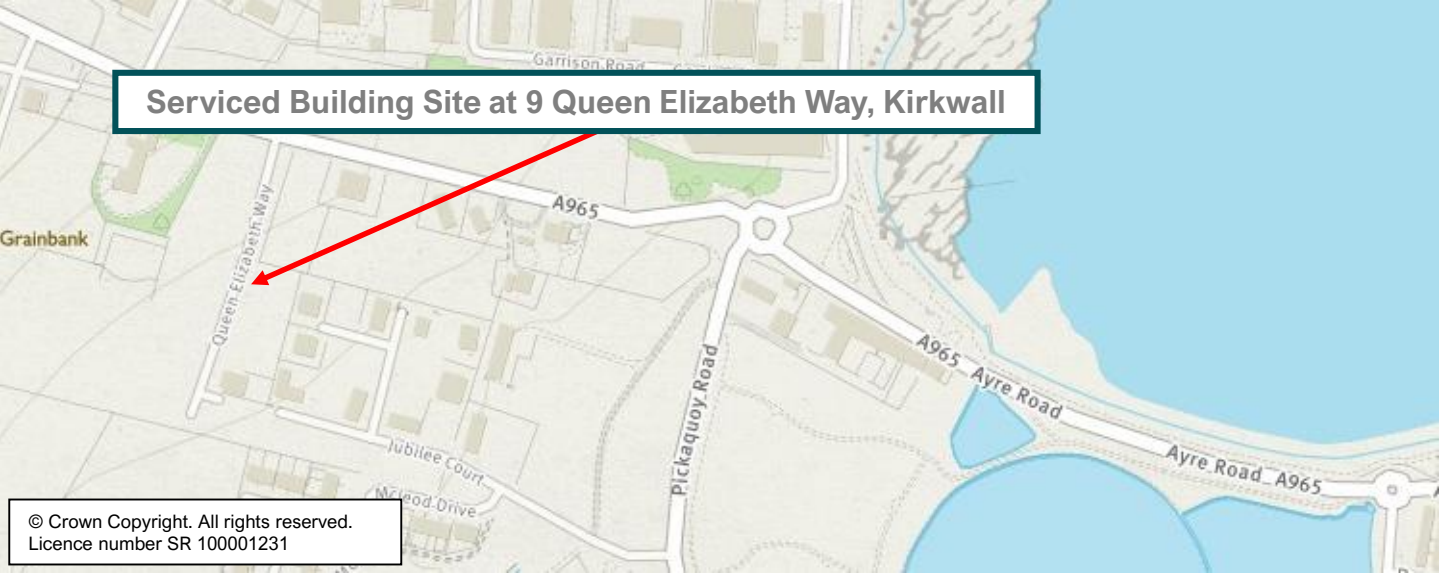 Garrison Road
Serviced Building Site at 9 Queen Elizabeth Way, Kirkwall
A965
Grainbank
Queen Elizabeth Way
A965
Ayre Road
Pickaquoy Road
Jubilee Court
Ayre Road
A965
Mcleod Drive
© Crown Copyright. All rights reserved.
Licence number SR 100001231